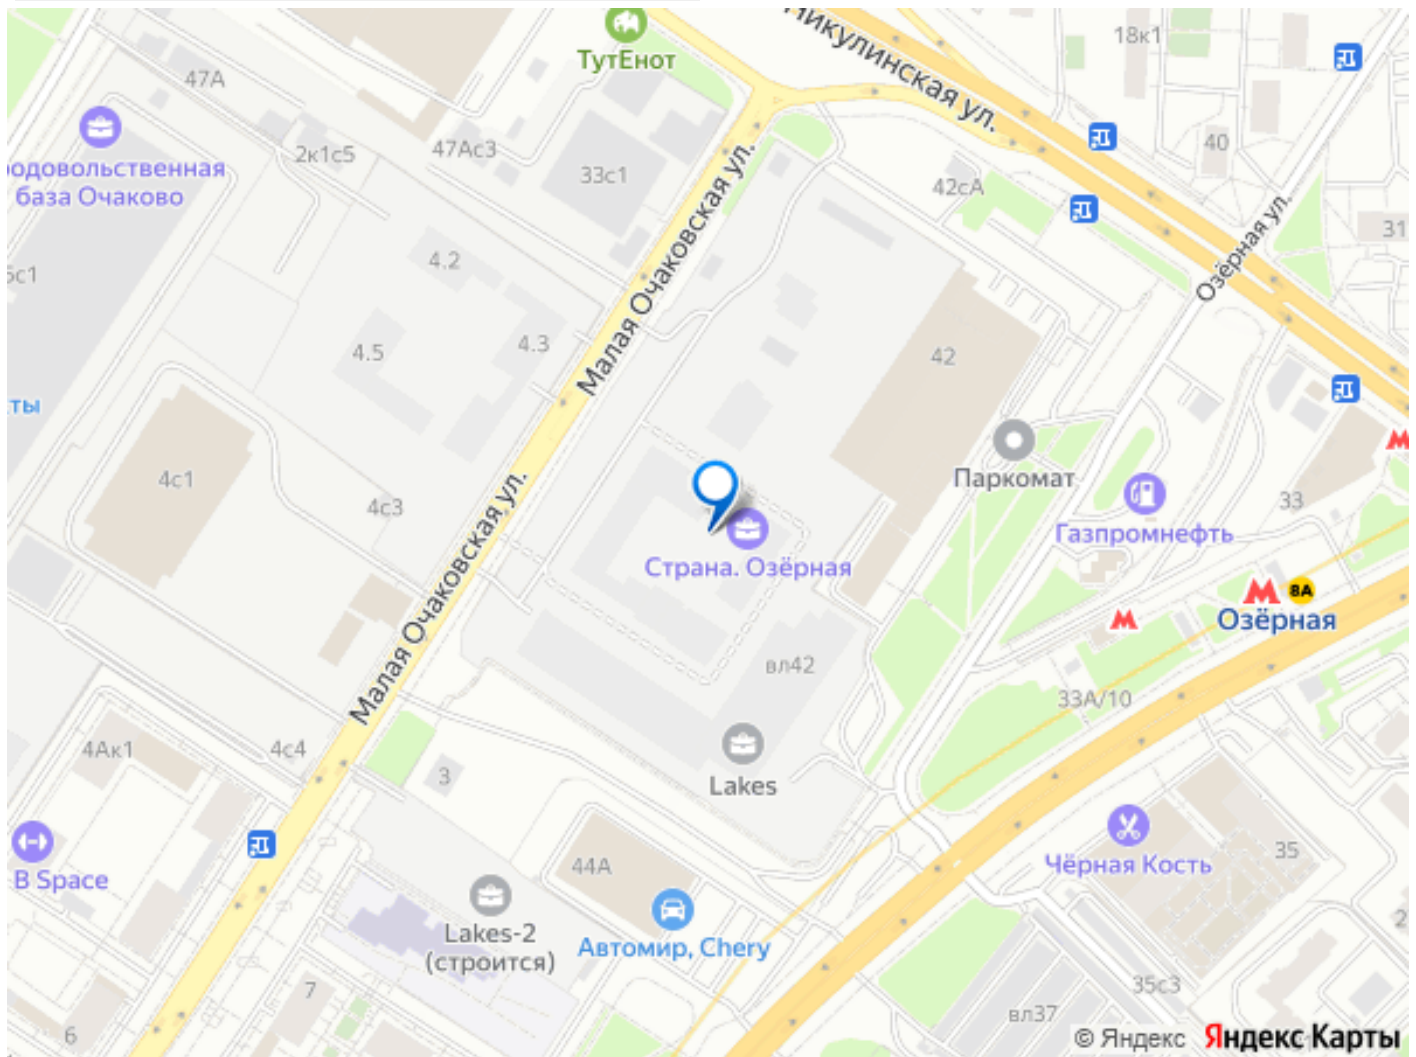 ТутЕнот
Никулинская ул.
18к1
47А
2к1с5
47Ас3
33с1
40
42сА
31
одовольственная
база Очаково
Озёрная ул.
Малая Очаковская ул.
4.2
4.3
4.5
42
ты
Паркомат
4с1
4с3
33
Газпромнефть
Страна. Озёрная
8А
Озёрная
Малая Очаковская ул.
вл42
33А/10
4Ак1
4с4
3
Lakes
B Space
44А
Чёрная Кость
35
Lakes-2
(строится)
Автомир, Chery
2
7
35с3
6
вл37
© Яндекс
Яндекс Карты